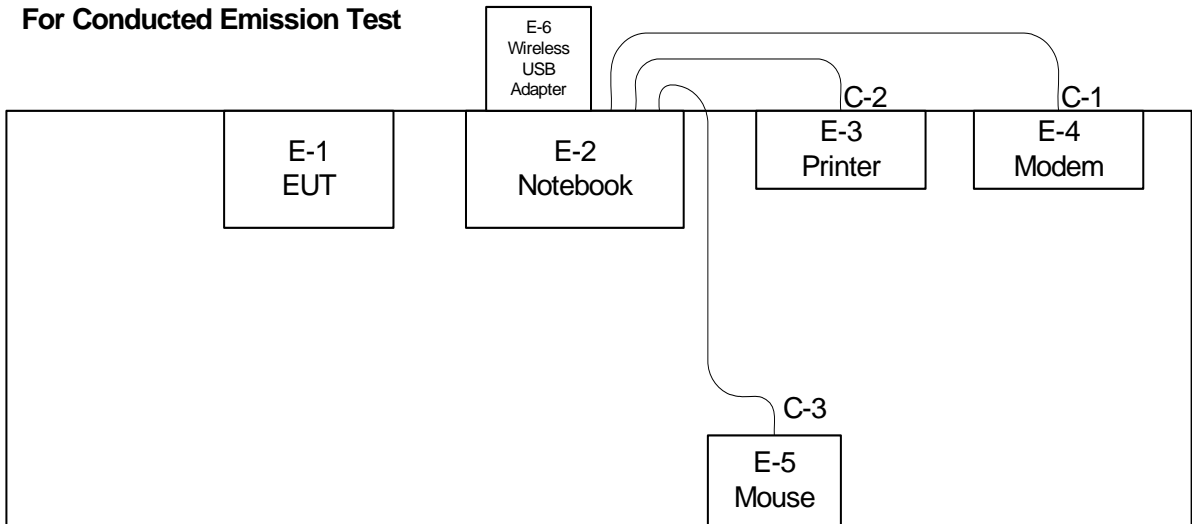 For Conducted Emission Test
E-6
Wireless
USB
Adapter
C-2
C-1
E-1
EUT
E-2
Notebook
E-3
Printer
E-4
Modem
C-3
E-5
Mouse